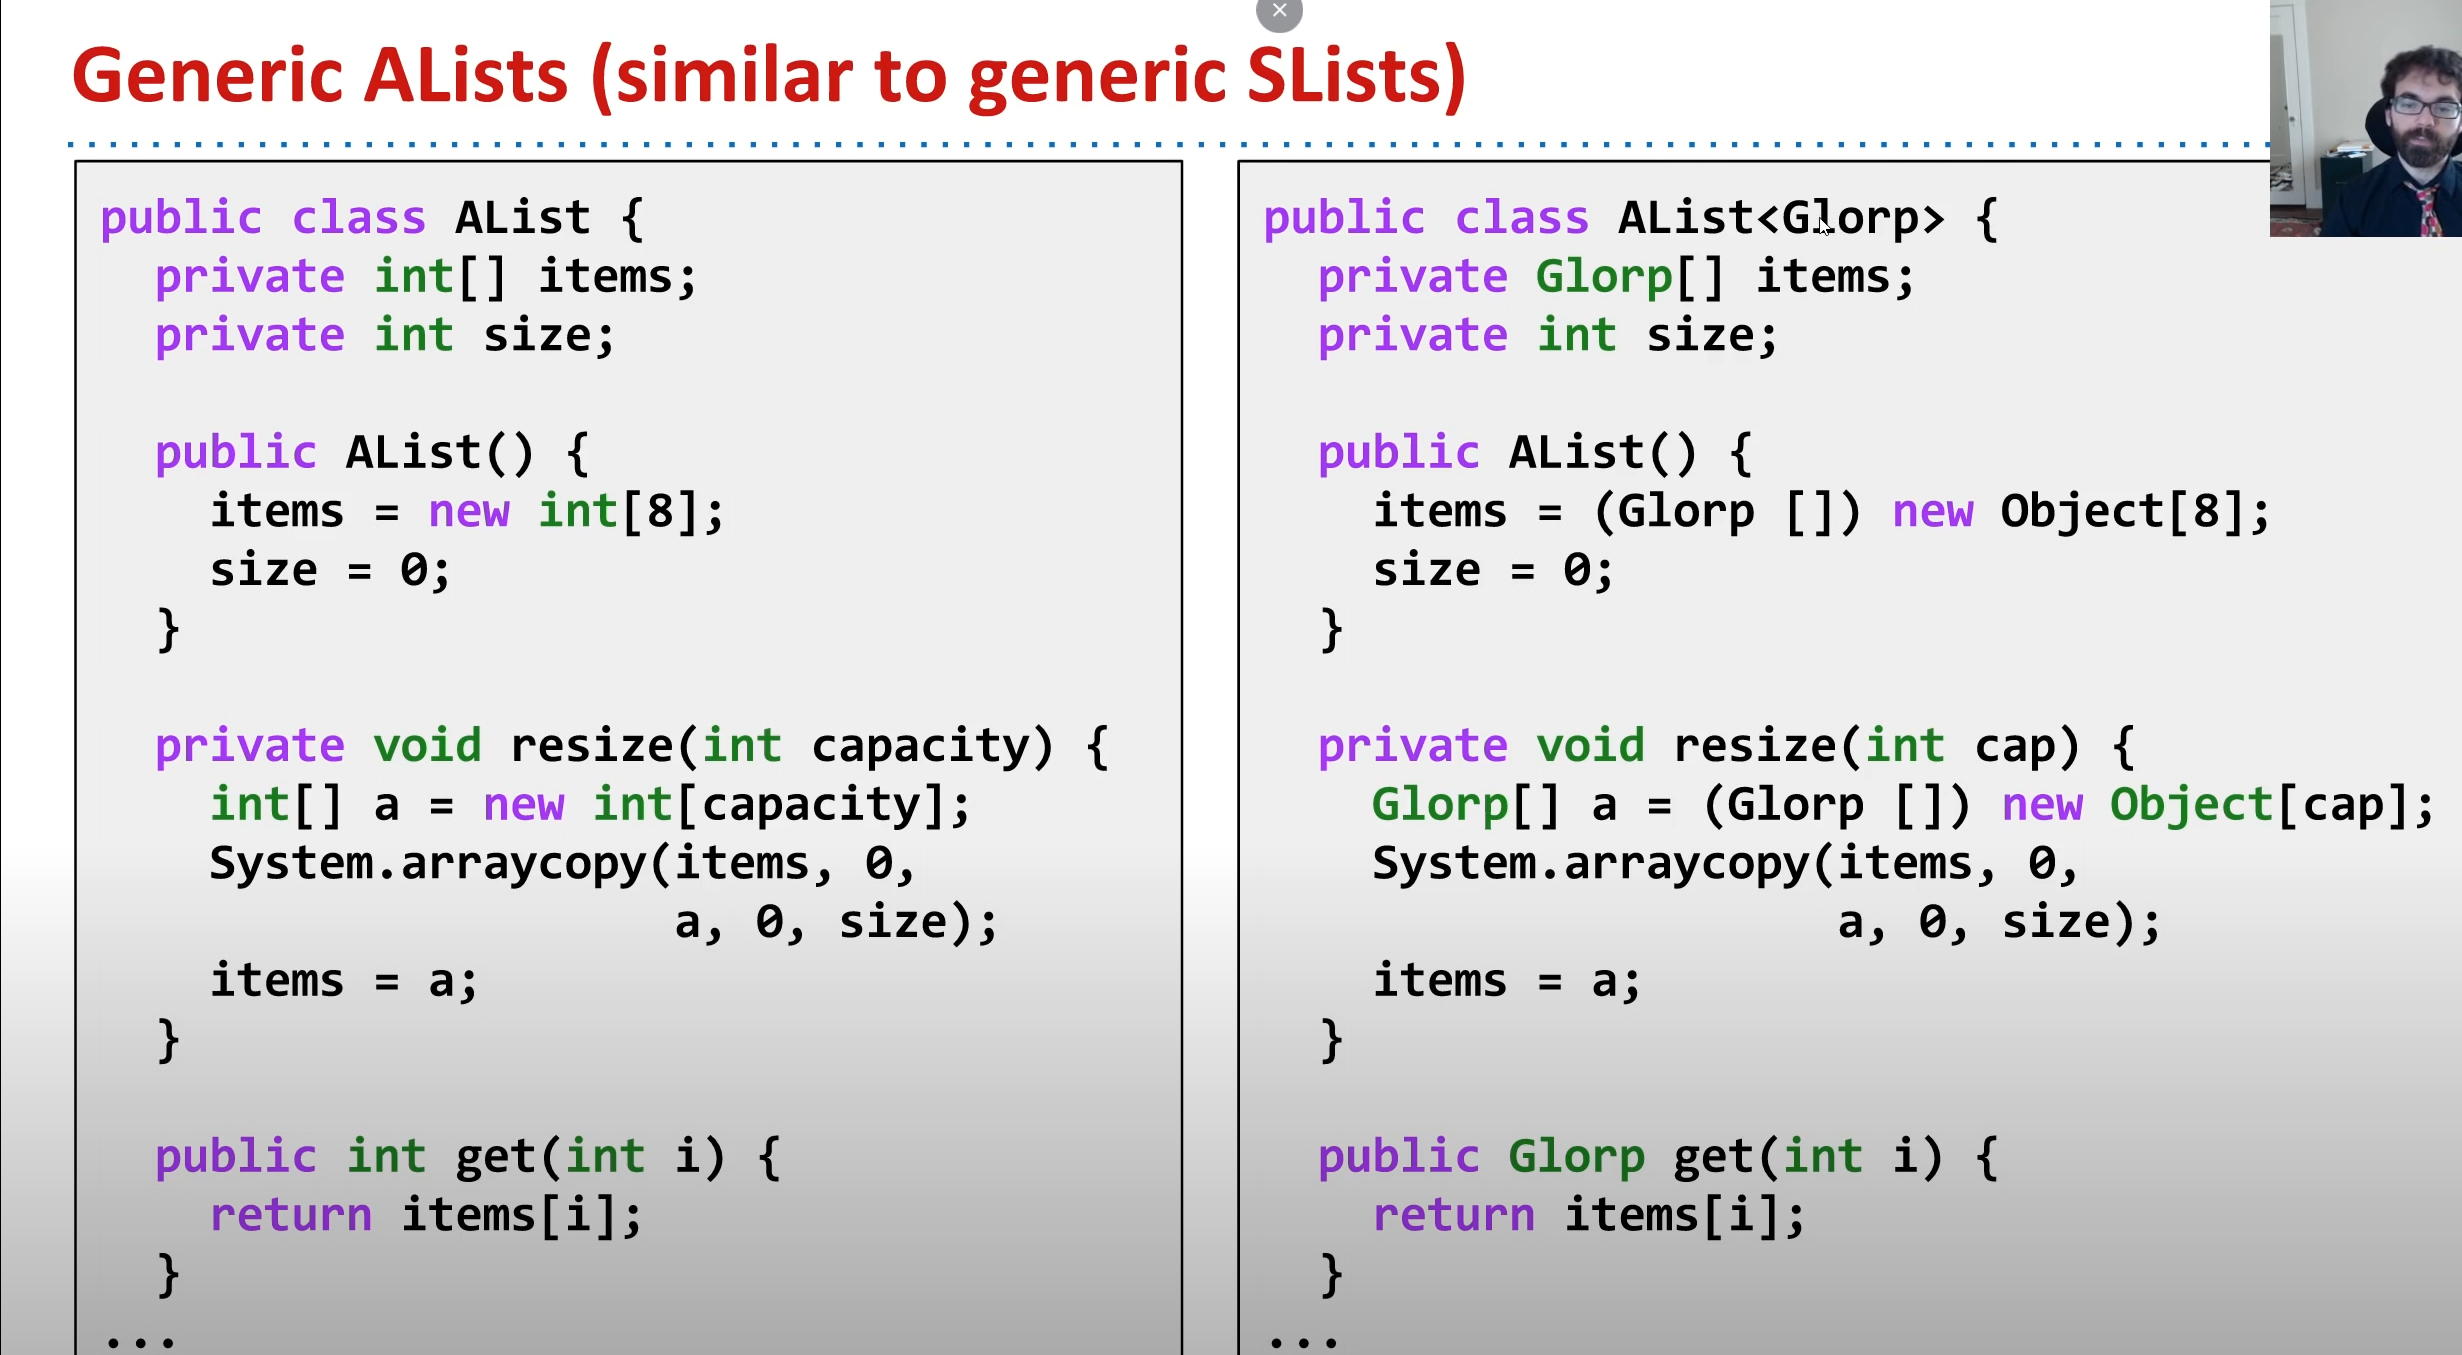 Generic ALists (similar to generic SLists)
public class AList {
  private int[] items;
  private int size;

  public AList() {
    items = new int[8];
    size = 0;
  }

  private void resize(int capacity) {
    int[] a = new int[capacity];
    System.arraycopy(items, 0,
                     a, 0, size);
    items = a;
  }

  public int get(int i) {
    return items[i];
  }
...
public class AList<Glorp> {
  private Glorp[] items;
  private int size;

  public AList() {
    items = (Glorp []) new Object[8];
    size = 0;
  }

  private void resize(int cap) {
    Glorp[] a = (Glorp []) new Object[cap];
    System.arraycopy(items, 0,
                     a, 0, size);
    items = a;
  }

  public Glorp get(int i) {
    return items[i];
  }
...